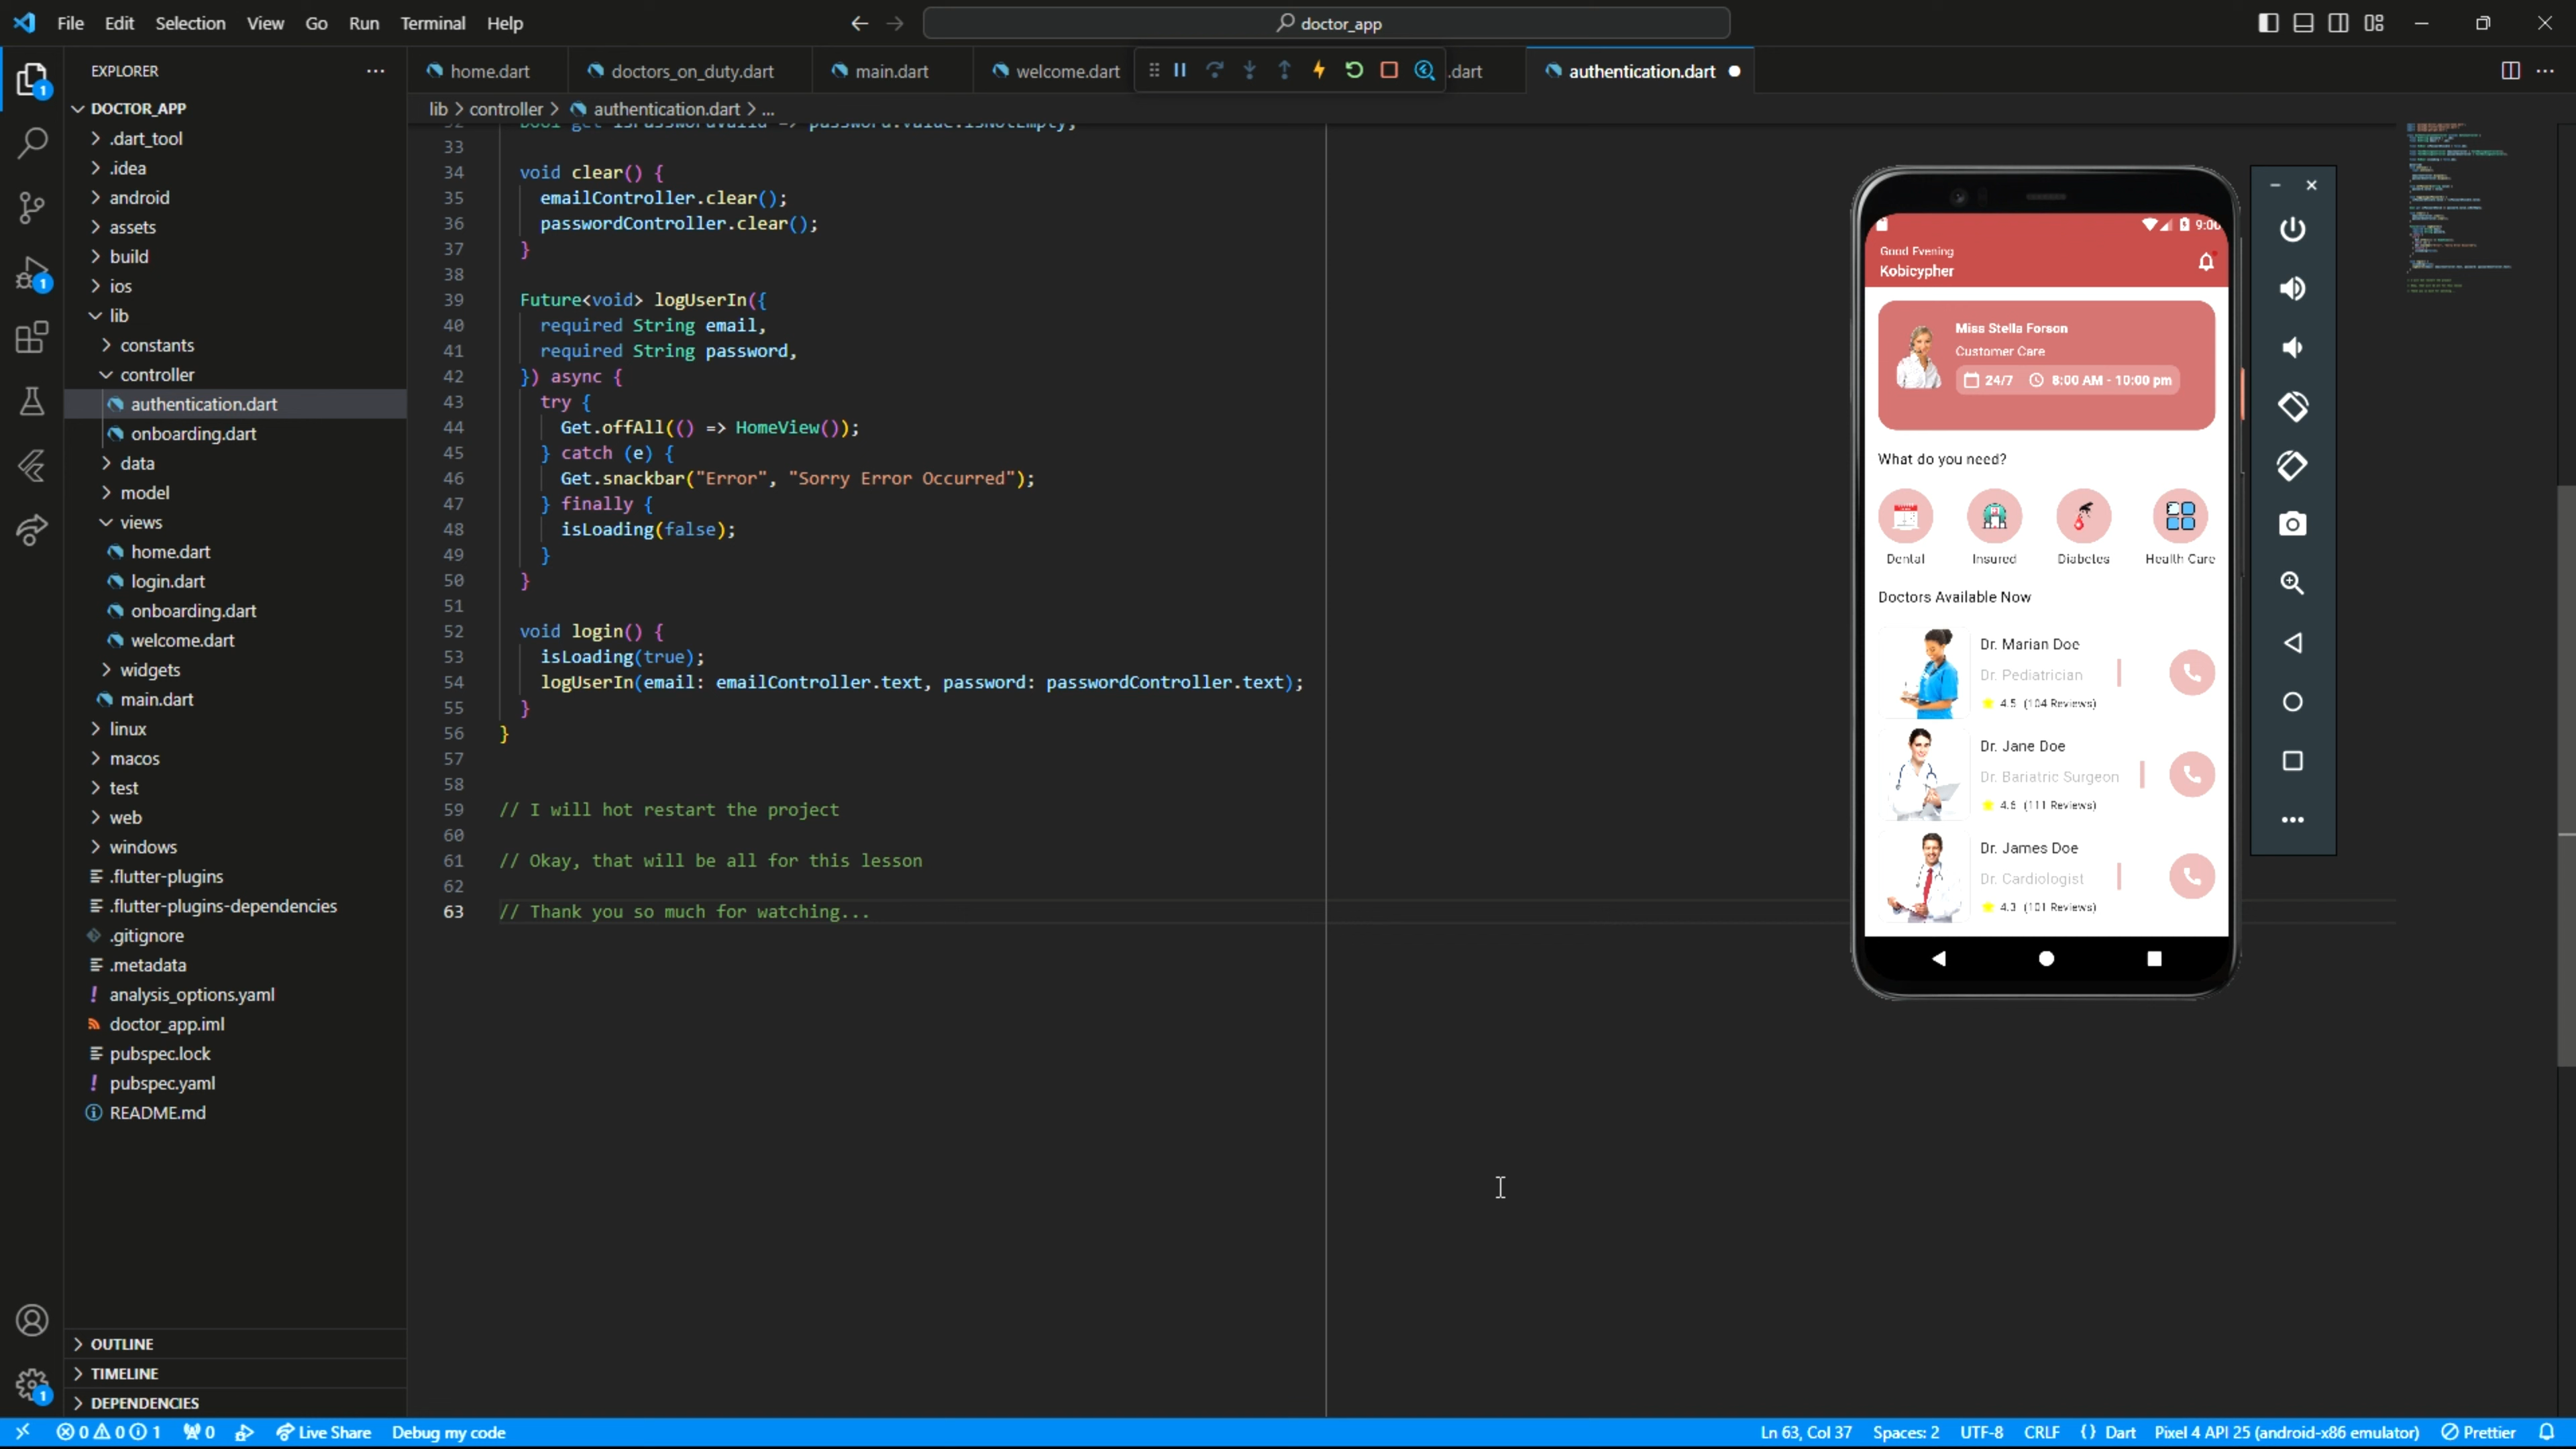 File Edit Selection View Go Run Terminal Help
doctor_app
EXPLORER
DOCTOR_APP
.dart_tool
.idea
android
assets
build
ios
lib
constants
controller
authentication.dart
onboarding.dart
data
model
views
home.dart
login.dart
onboarding.dart
welcome.dart
widgets
main.dart
linux
macos
test
web
windows
.flutter-plugins
.flutter-plugins-dependencies
.gitignore
.metadata
analysis_options.yaml
doctor_app.iml
pubspec.lock
pubspec.yaml
README.md
OUTLINE
TIMELINE
DEPENDENCIES
home.dart doctors_on_duty.dart main.dart welcome.dart .dart authentication.dart
lib > controller > authentication.dart > ...
33
34 void clear() {
35 emailController.clear();
36 passwordController.clear();
37 }
38
39 Future<void> logUserIn({
40 required String email,
41 required String password,
42 }) async {
43 try {
44 Get.offAll(() => HomeView());
45 } catch (e) {
46 Get.snackbar("Error", "Sorry Error Occurred");
47 } finally {
48 isLoading(false);
49 }
50 }
51
52 void login() {
53 isLoading(true);
54 logUserIn(email: emailController.text, password: passwordController.text);
55 }
56 }
57
58
59 // I will hot restart the project
60
61 // Okay, that will be all for this lesson
62
63 // Thank you so much for watching...
Good Evening
Kobicypher
Miss Stella Forson
Customer Care
24/7 8:00 AM - 10:00 pm
What do you need?
Dental Insured Diabetes Health Care
Doctors Available Now
Dr. Marian Doe
Dr. Pediatrician
4.5 (104 Reviews)
Dr. Jane Doe
Dr. Bariatric Surgeon
4.6 (111 Reviews)
Dr. James Doe
Dr. Cardiologist
4.3 (101 Reviews)
0 0 1 0 Live Share Debug my code
Ln 63, Col 37 Spaces: 2 UTF-8 CRLF {} Dart Pixel 4 API 25 (android-x86 emulator) Prettier